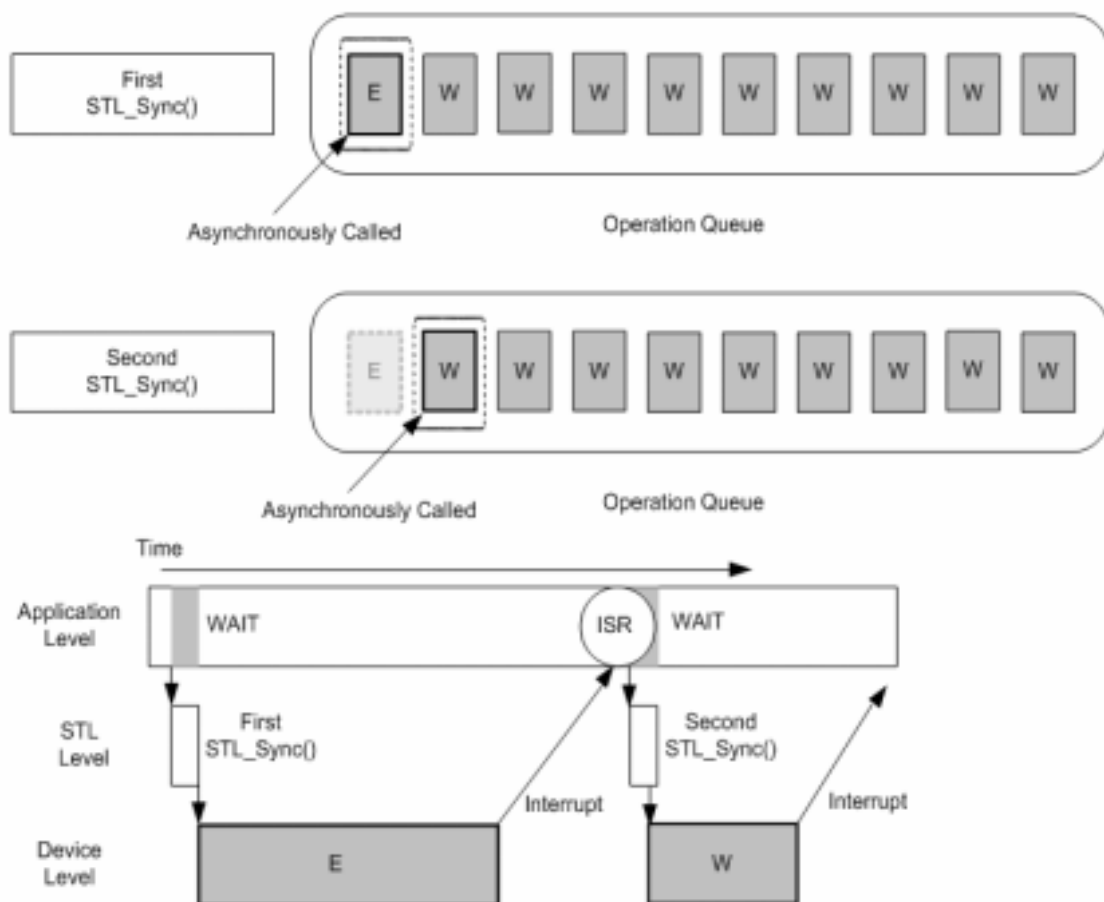 First
STL_Sync()
E W W W W W W W W W
Asynchronously Called
Operation Queue
Second
STL_Sync()
E W W W W W W W W W
Asynchronously Called
Operation Queue
Time
Application
Level
WAIT
ISR
WAIT
STL
Level
First
STL_Sync()
Second
STL_Sync()
Interrupt
Interrupt
Device
Level
E
W